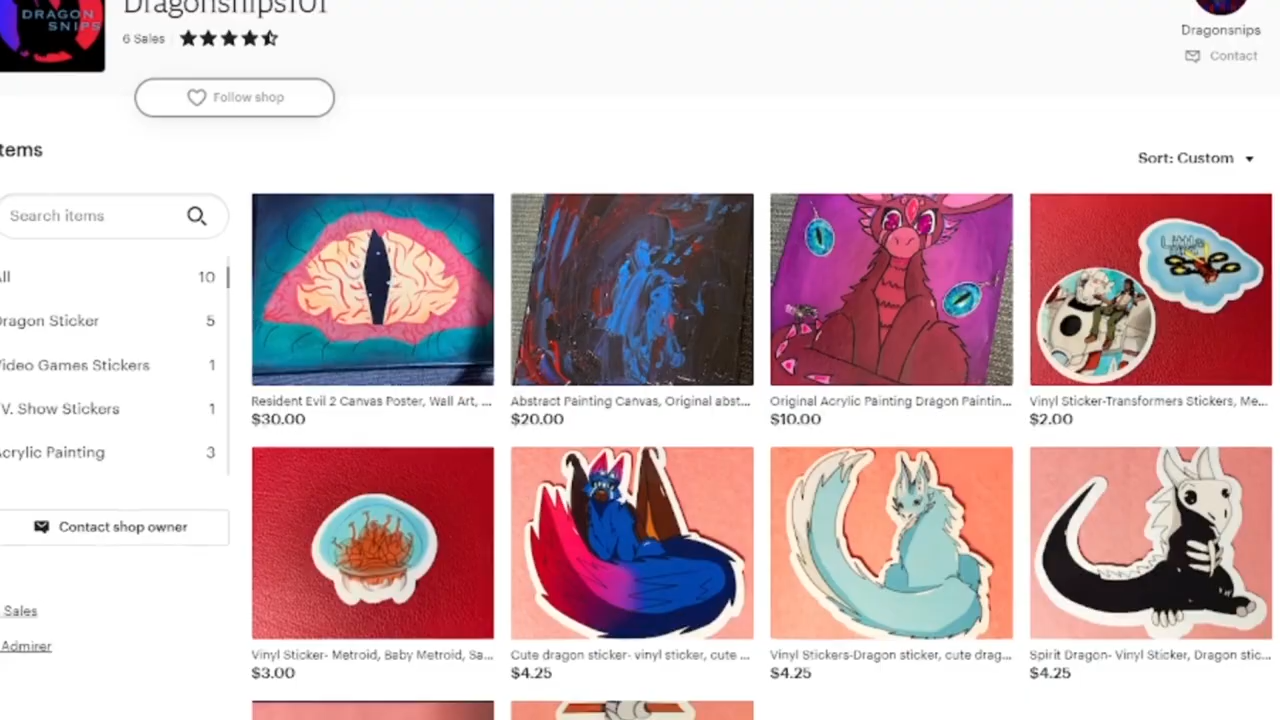 DRAGON
SNIPS
Dragonsnips101
6 Sales
Follow shop
Dragonsnips
Contact
tems
Sort: Custom
Search items
All 10
Dragon Sticker 5
Video Games Stickers 1
V. Show Stickers 1
Acrylic Painting 3
Contact shop owner
Sales
Admirer
Resident Evil 2 Canvas Poster, Wall Art, ...
$30.00
Abstract Painting Canvas, Original abst...
$20.00
Original Acrylic Painting Dragon Paintin...
$10.00
Little
Vinyl Sticker-Transformers Stickers, Me...
$2.00
Vinyl Sticker- Metroid, Baby Metroid, Sa...
$3.00
Cute dragon sticker- vinyl sticker, cute ...
$4.25
Vinyl Stickers-Dragon sticker, cute drag...
$4.25
Spirit Dragon- Vinyl Sticker, Dragon stic...
$4.25